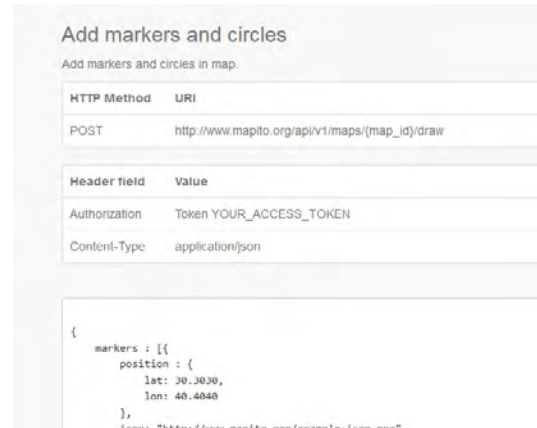 Add markers and circles
Add markers and circles in map.
HTTP Method URI
POST http://www.mapito.org/api/v1/maps/{map_id}/draw
Header field Value
Authorization Token YOUR_ACCESS_TOKEN
Content-Type application/json
{
markers : [{
position : {
lat: 30.3030,
lon: 40.4040
},